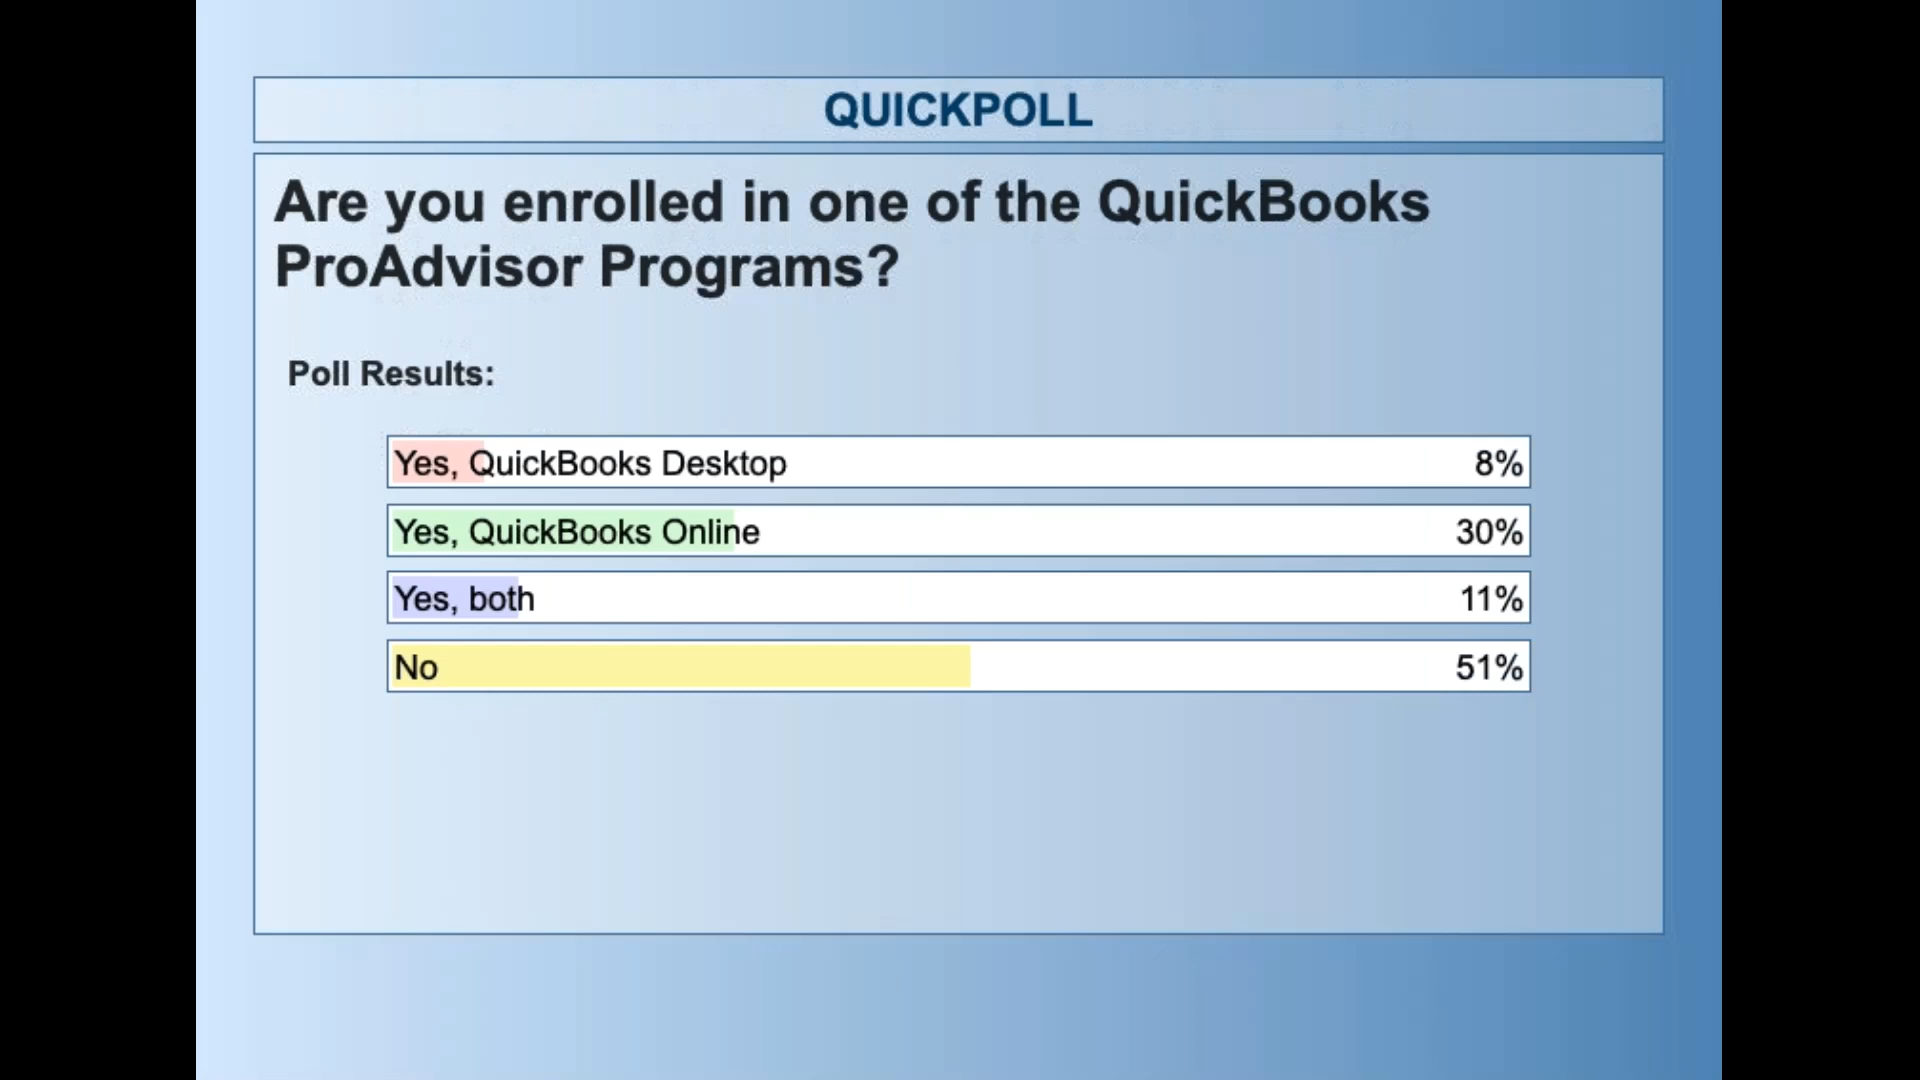 QUICKPOLL
Are you enrolled in one of the QuickBooks
ProAdvisor Programs?
Poll Results:
Yes, QuickBooks Desktop 8%
Yes, QuickBooks Online 30%
Yes, both 11%
No 51%